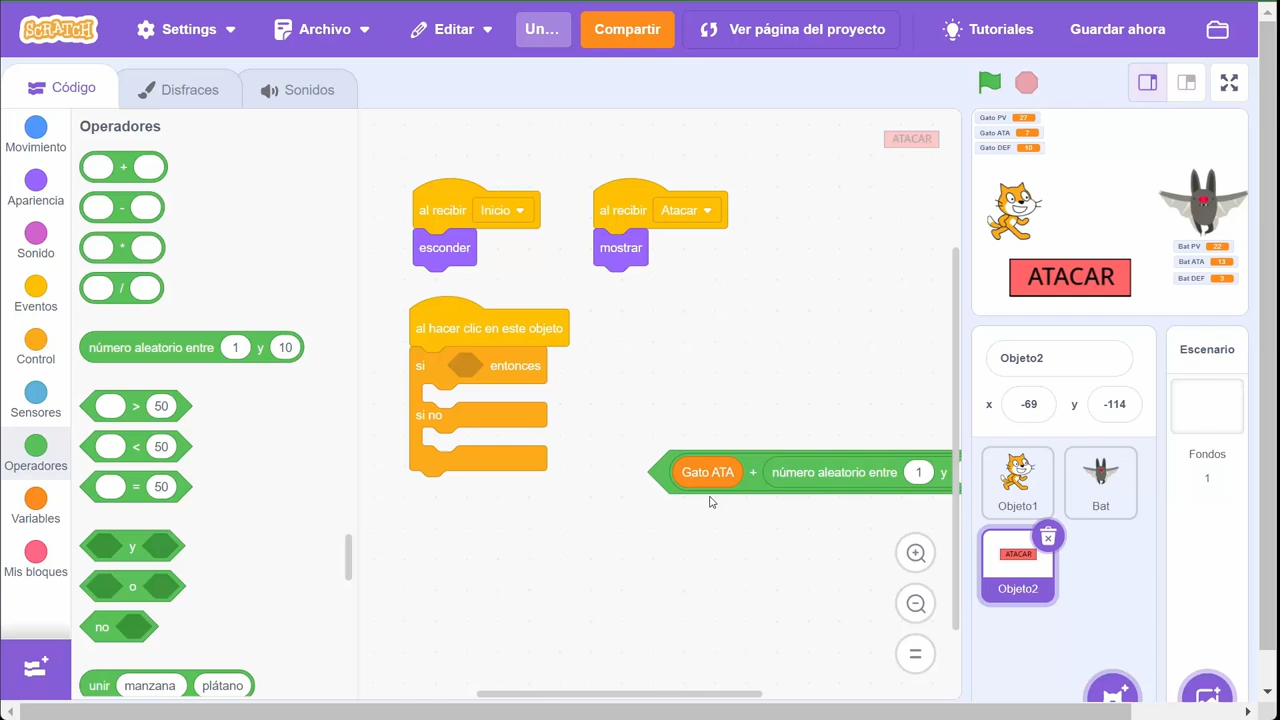 SCRATCH
Settings
Archivo
Editar
Un...
Compartir
Ver página del proyecto
Tutoriales
Guardar ahora
Código
Disfraces
Sonidos
Movimiento
Apariencia
Sonido
Eventos
Control
Sensores
Operadores
Variables
Mis bloques
Operadores
+
-
*
/
número aleatorio entre 1 y 10
> 50
< 50
= 50
y
o
no
unir manzana plátano
ATACAR
al recibir Inicio
esconder
al recibir Atacar
mostrar
al hacer clic en este objeto
si entonces
si no
Gato ATA + número aleatorio entre 1 y
Gato PV 27
Gato ATA 7
Gato DEF 10
Bat PV 22
Bat ATA 13
Bat DEF 3
ATACAR
Objeto2
x -69 y -114
Objeto1
Bat
ATACAR
Objeto2
Escenario
Fondos
1